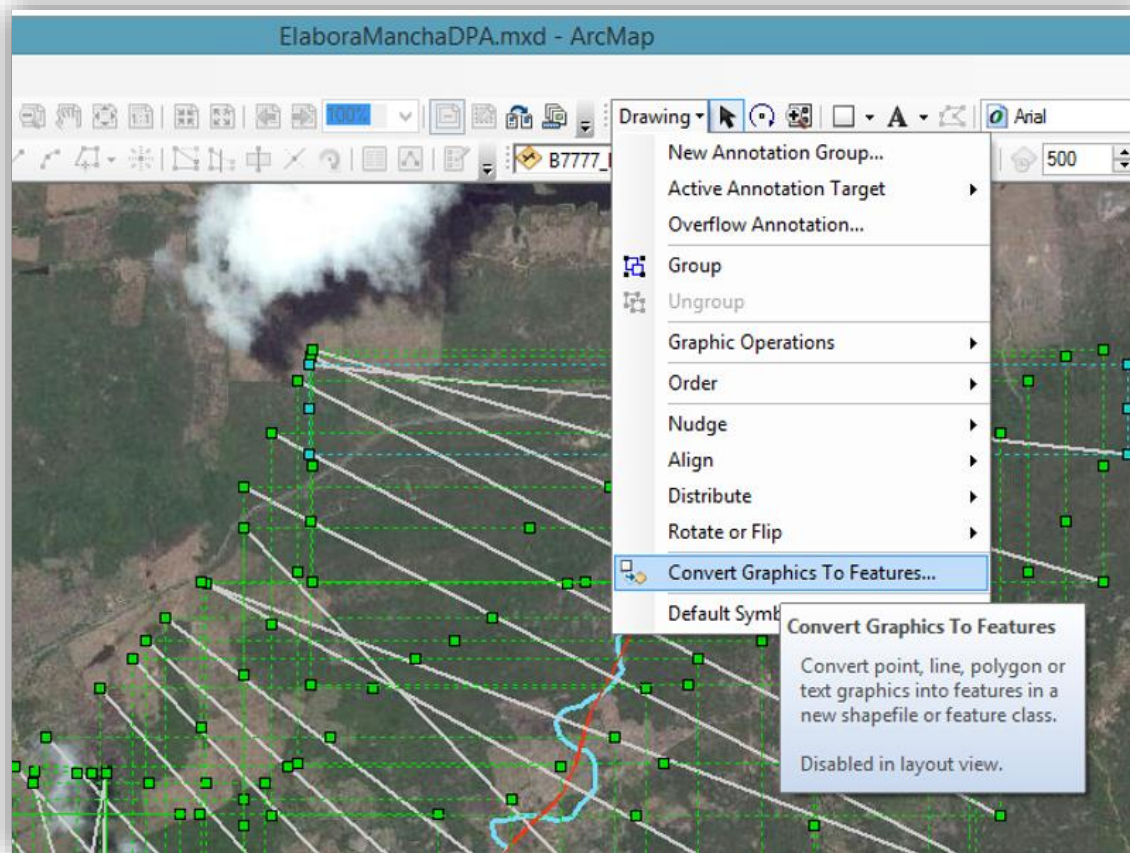 ElaboraManchaDPA.mxd - ArcMap
100% Drawing A Arial
B7777_ 500
New Annotation Group...
Active Annotation Target
Overflow Annotation...
Group
Ungroup
Graphic Operations
Order
Nudge
Align
Distribute
Rotate or Flip
Convert Graphics To Features...
Default Symb
Convert Graphics To Features
Convert point, line, polygon or
text graphics into features in a
new shapefile or feature class.
Disabled in layout view.